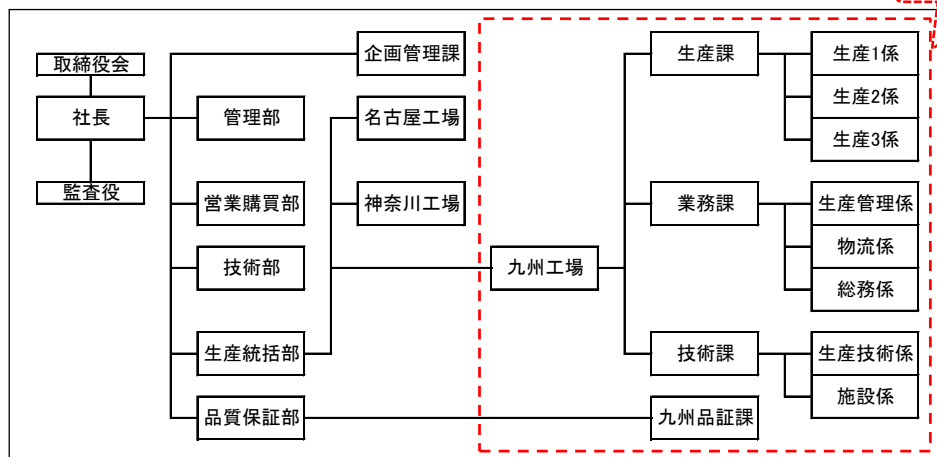 企画管理課
生産課
生産1係
取締役会
社長
管理部
名古屋工場
生産2係
生産3係
監査役
営業購買部
神奈川工場
業務課
生産管理係
技術部
九州工場
物流係
総務係
生産統括部
技術課
生産技術係
施設係
品質保証部
九州品証課